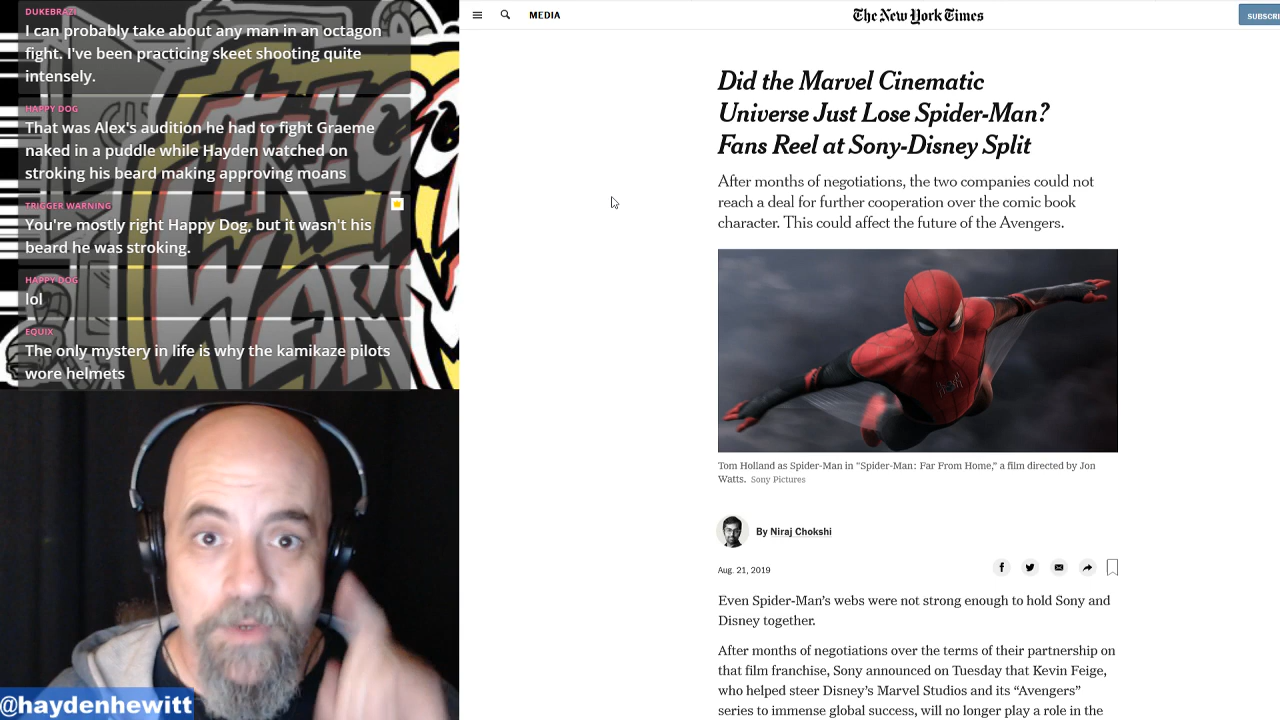 DUKEBRAZI
I can probably take about any man in an octagon
fight. I've been practicing skeet shooting quite
intensely.
HAPPY DOG
That was Alex's audition he had to fight Graeme
naked in a puddle while Hayden watched on
stroking his beard making approving moans
TRIGGER WARNING
You're mostly right Happy Dog, but it wasn't his
beard he was stroking.
HAPPY DOG
lol
EQUIX
The only mystery in life is why the kamikaze pilots
wore helmets
@haydenhewitt
MEDIA
The New York Times
SUBSCRI
Did the Marvel Cinematic
Universe Just Lose Spider-Man?
Fans Reel at Sony-Disney Split
After months of negotiations, the two companies could not
reach a deal for further cooperation over the comic book
character. This could affect the future of the Avengers.
Tom Holland as Spider-Man in “Spider-Man: Far From Home,” a film directed by Jon
Watts. Sony Pictures
By Niraj Chokshi
Aug. 21, 2019
Even Spider-Man’s webs were not strong enough to hold Sony and
Disney together.
After months of negotiations over the terms of their partnership on
that film franchise, Sony announced on Tuesday that Kevin Feige,
who helped steer Disney’s Marvel Studios and its “Avengers”
series to immense global success, will no longer play a role in the